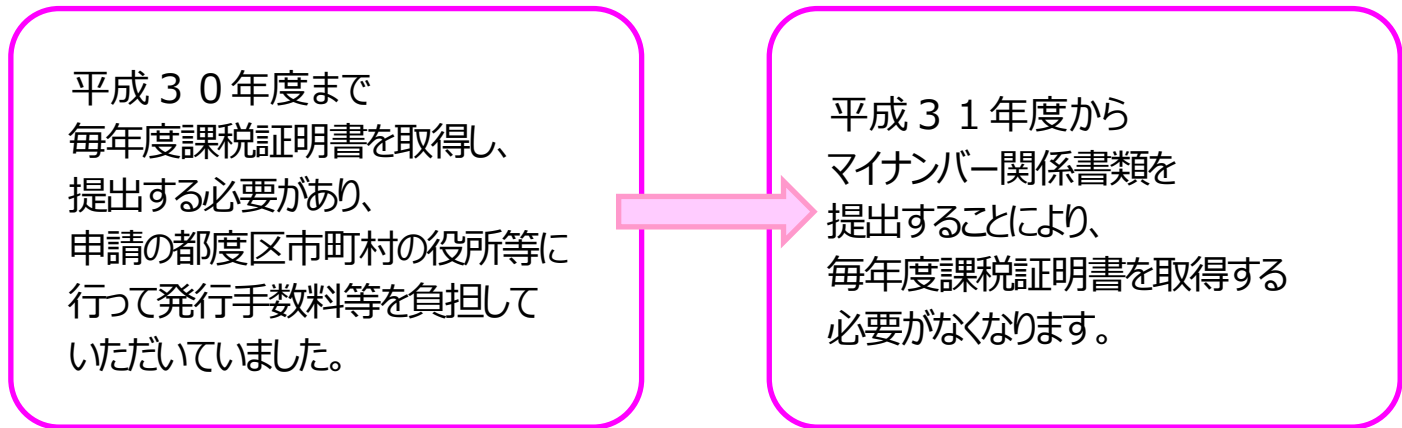 平成３０年度まで
毎年度課税証明書を取得し、
提出する必要があり、
申請の都度区市町村の役所等に
行って発行手数料等を負担して
いただいていました。
平成３１年度から
マイナンバー関係書類を
提出することにより、
毎年度課税証明書を取得する
必要がなくなります。